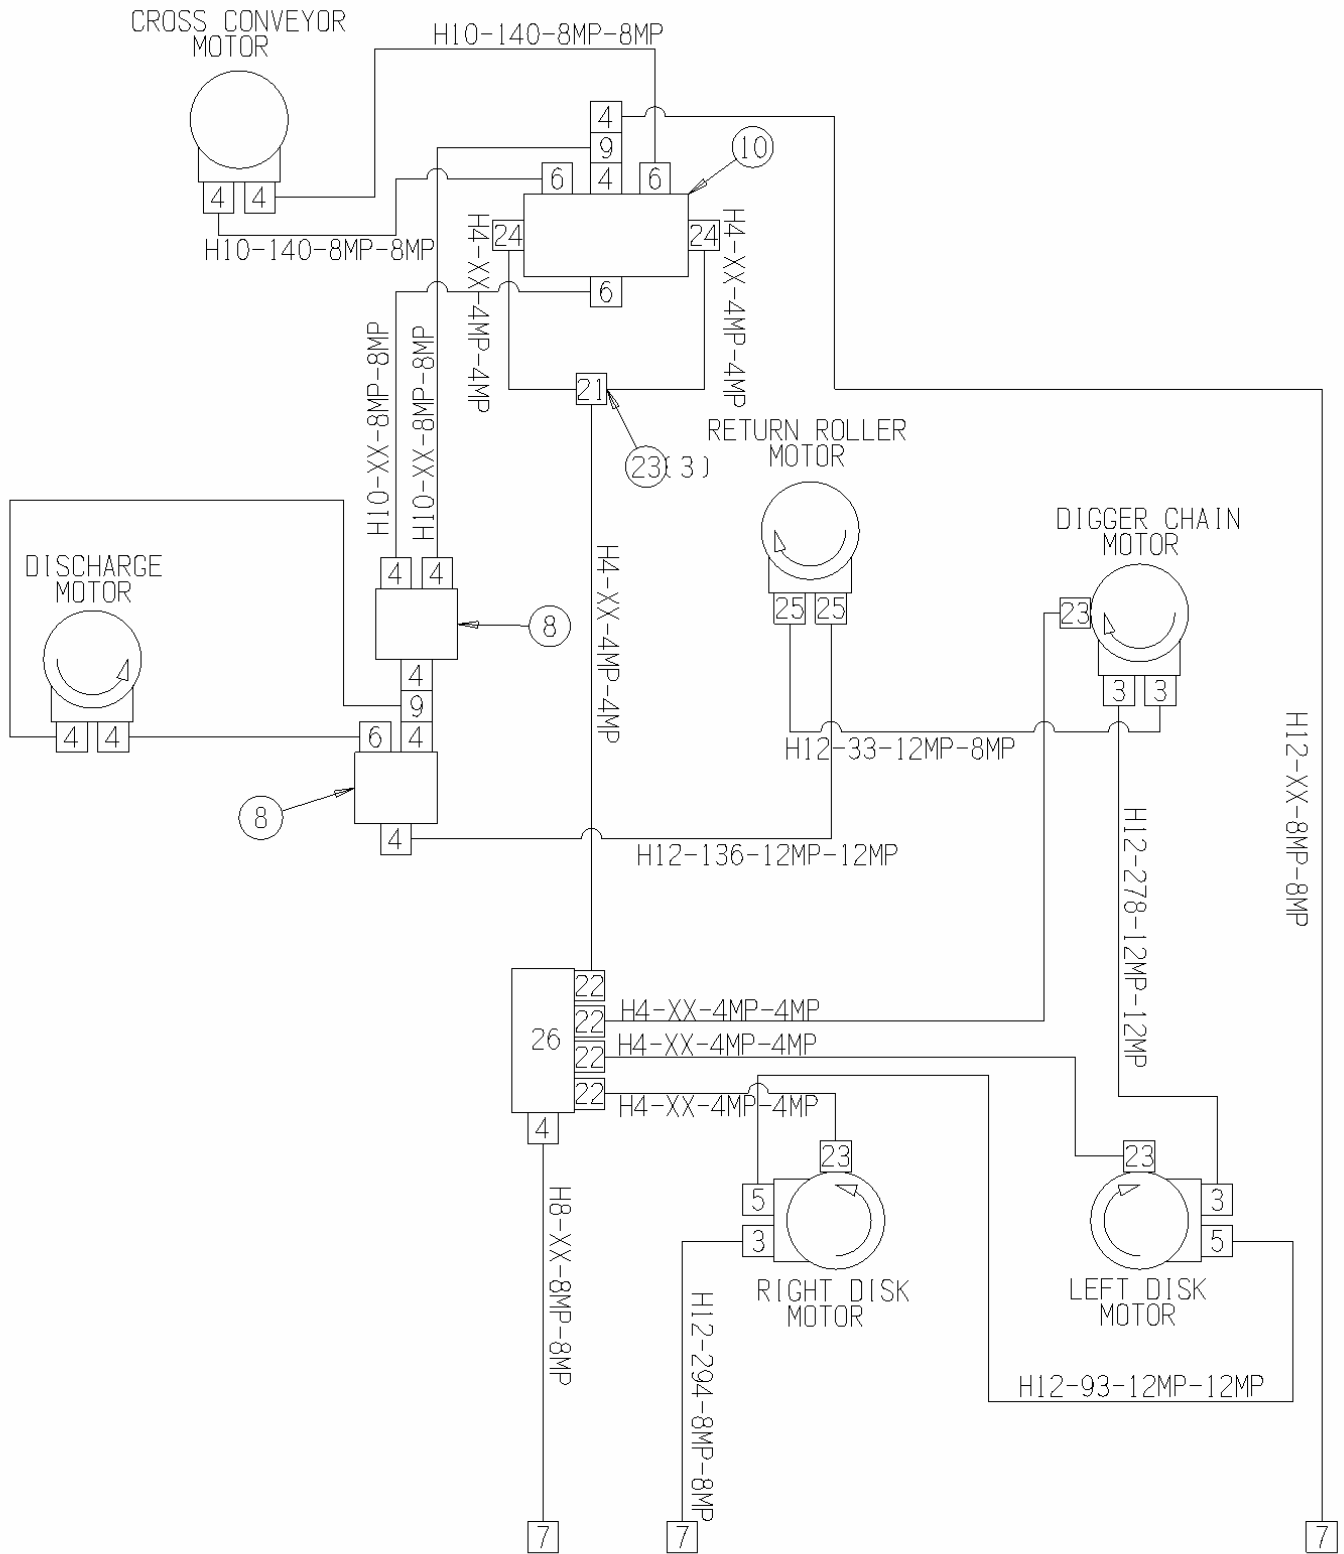 CROSS CONVEYOR
MOTOR
H10-140-8MP-8MP
4
9
10
6
4
6
4
4
24
24
H10-140-8MP-8MP
H4-XX-4MP-4MP
H4-XX-4MP-4MP
6
H10-XX-8MP-8MP
H10-XX-8MP-8MP
21
23(3)
RETURN ROLLER
MOTOR
DIGGER CHAIN
MOTOR
DISCHARGE
MOTOR
4
4
H4-XX-4MP-4MP
25
25
23
8
4
9
3
3
4
4
6
4
H12-33-12MP-8MP
H12-XX-8MP-8MP
8
4
H12-136-12MP-12MP
H12-278-12MP-12MP
22
H4-XX-4MP-4MP
22
26
H4-XX-4MP-4MP
22
22
H4-XX-4MP-4MP
4
23
23
5
3
3
5
H8-XX-8MP-8MP
RIGHT DISK
MOTOR
LEFT DISK
MOTOR
H12-294-8MP-8MP
H12-93-12MP-12MP
7
7
7